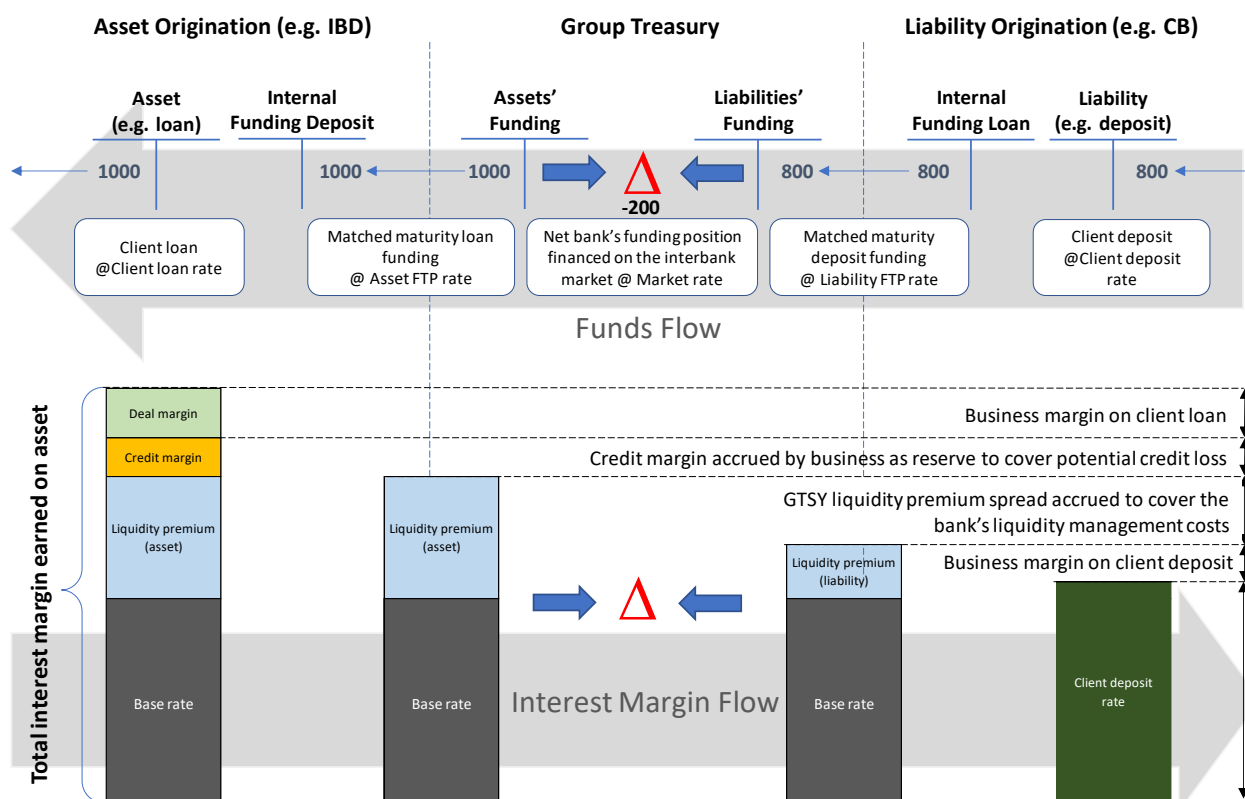 Asset Origination (e.g. IBD)
Group Treasury
Liability Origination (e.g. CB)
Asset
(e.g. loan)
Internal
Funding Deposit
Assets’
Funding
Liabilities’
Funding
Internal
Funding Loan
Liability
(e.g. deposit)
1000
1000
1000
Δ
-200
800
800
800
Client loan
@Client loan rate
Matched maturity loan
funding
@ Asset FTP rate
Net bank’s funding position
financed on the interbank
market @ Market rate
Matched maturity
deposit funding
@ Liability FTP rate
Client deposit
@Client deposit
rate
Funds Flow
Total interest margin earned on asset
Deal margin
Credit margin
Liquidity premium
(asset)
Base rate
Liquidity premium
(asset)
Base rate
Δ
Interest Margin Flow
Liquidity premium
(liability)
Base rate
Client deposit
rate
Business margin on client loan
Credit margin accrued by business as reserve to cover potential credit loss
GTSY liquidity premium spread accrued to cover the
bank’s liquidity management costs
Business margin on client deposit